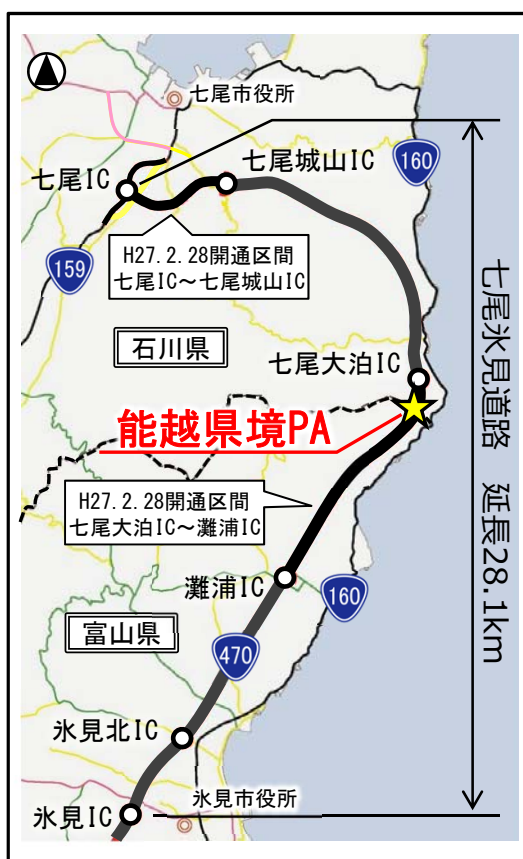 七尾市役所
七尾城山IC
160
七尾IC
H27.2.28開通区間
七尾IC～七尾城山IC
159
石川県
七尾大泊IC
能越県境PA
七尾氷見道路　延長28.1km
H27.2.28開通区間
七尾大泊IC～灘浦IC
灘浦IC
160
富山県
470
氷見北IC
氷見市役所
氷見IC